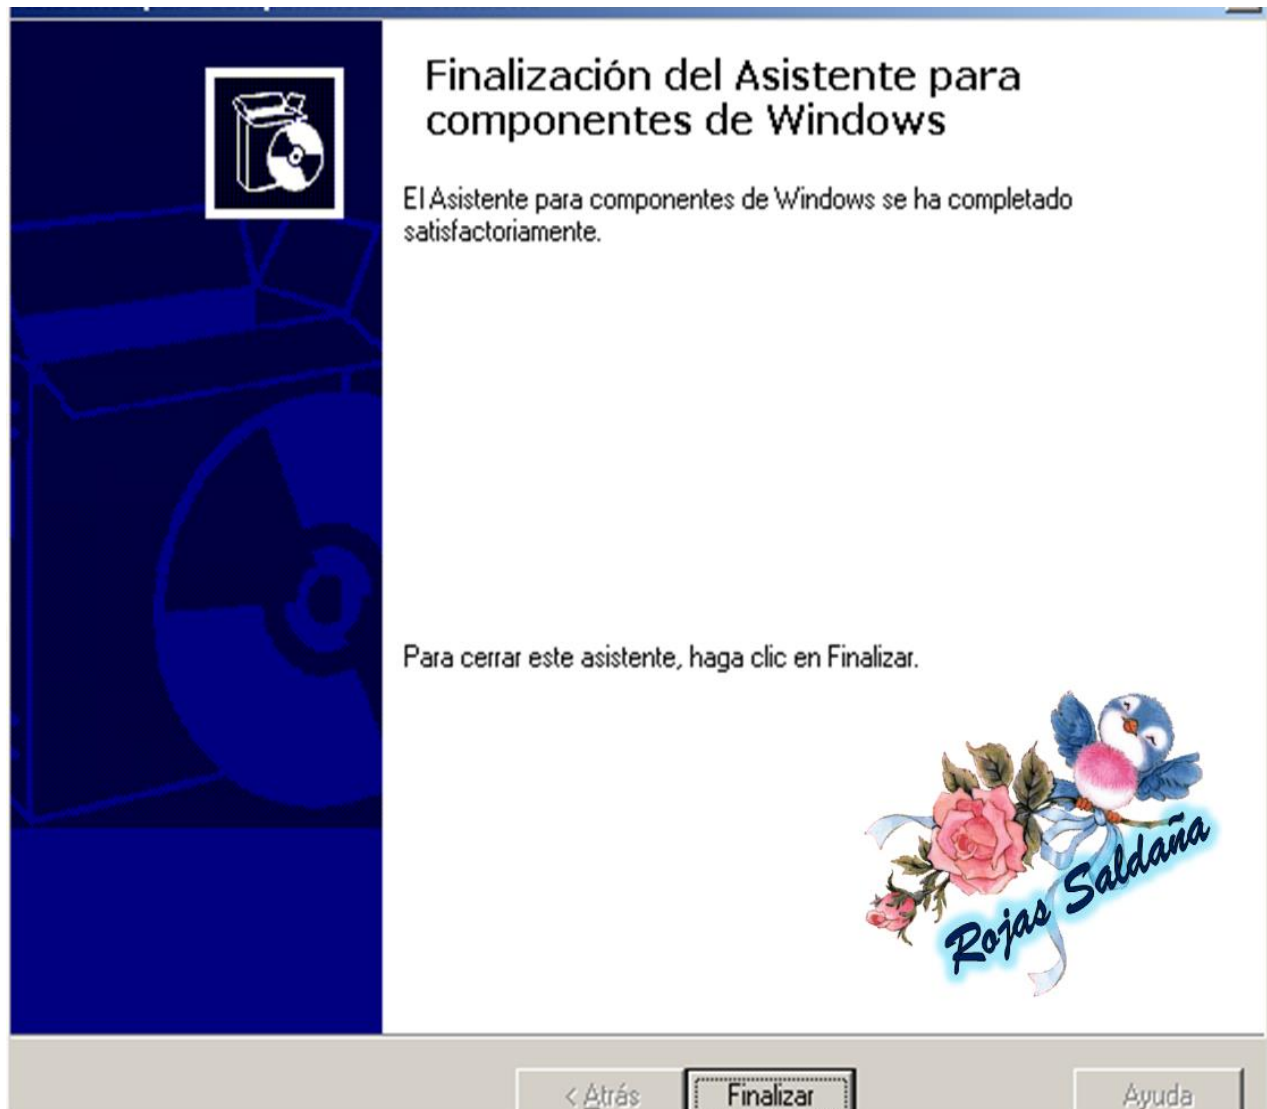 Finalización del Asistente para
componentes de Windows
El Asistente para componentes de Windows se ha completado
satisfactoriamente.
Para cerrar este asistente, haga clic en Finalizar.
Rojas Saldaña
< Atrás
Finalizar
Ayuda